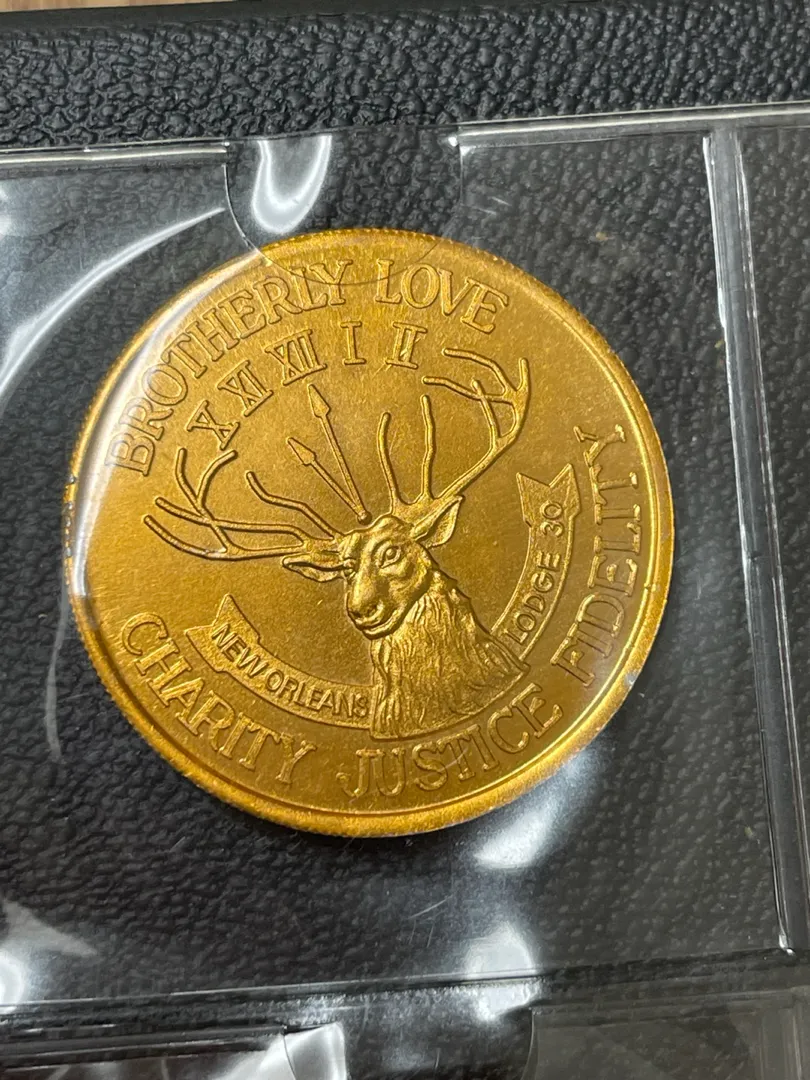 BROTHERLY LOVE
X XI XII I II
NEW ORLEANS
LODGE 30
CHARITY JUSTICE FIDELITY